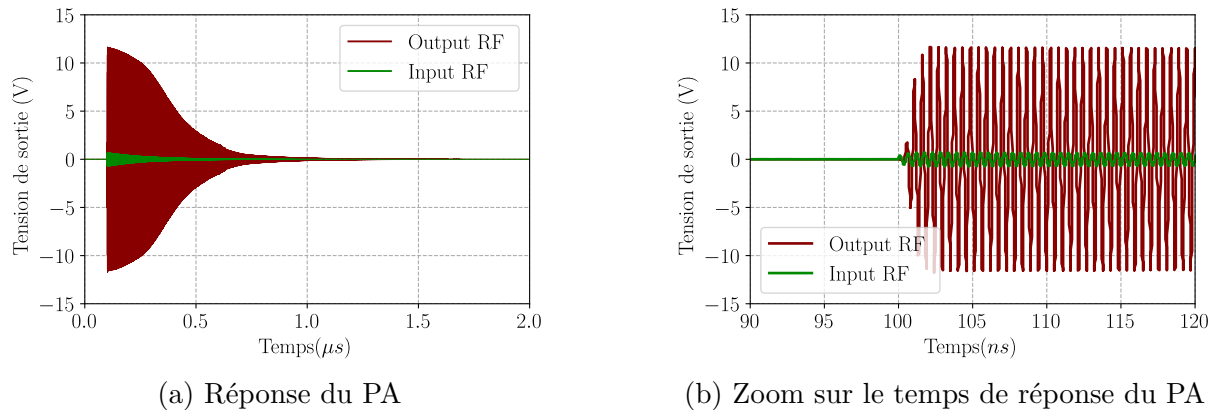 15
10
5
0
−5
−10
−15
Tension de sortie (V)
Output RF
Input RF
0.0 0.5 1.0 1.5 2.0
Temps(μs)
(a) Réponse du PA
15
10
5
0
−5
−10
−15
Tension de sortie (V)
Output RF
Input RF
90 95 100 105 110 115 120
Temps(ns)
(b) Zoom sur le temps de réponse du PA